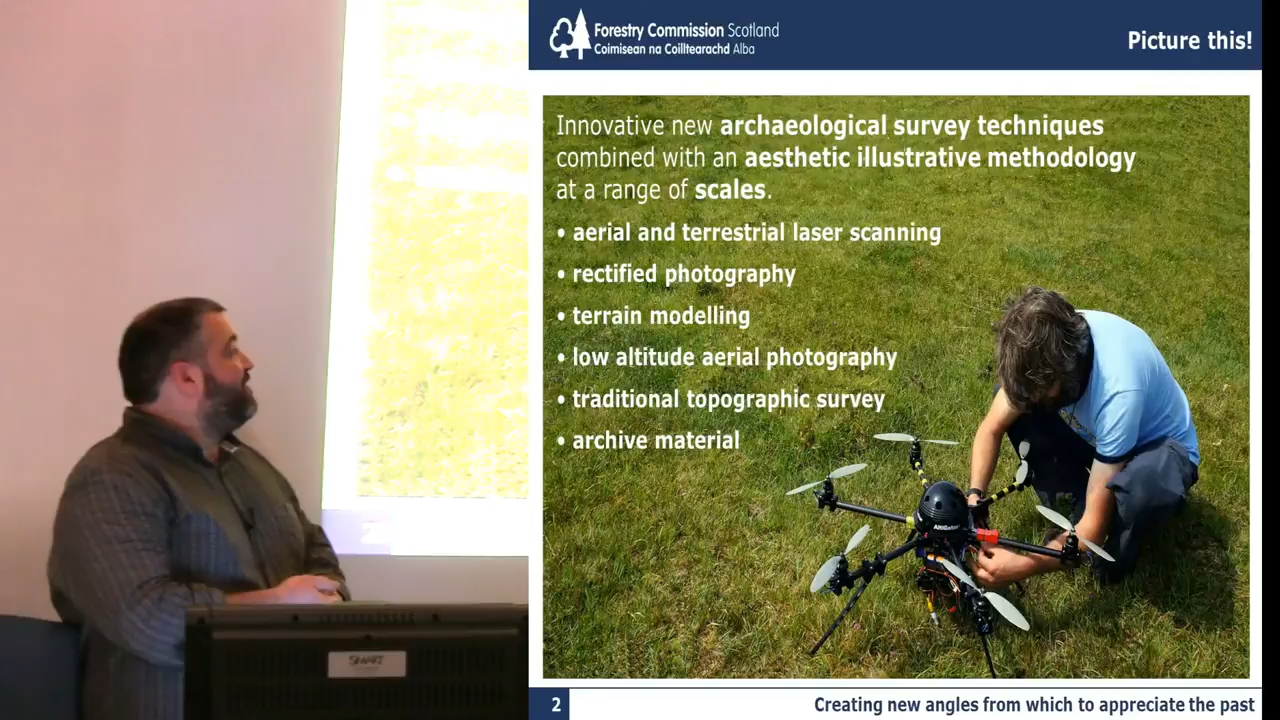 Forestry Commission Scotland
Coimisean na Coilltearachd Alba
Picture this!
Innovative new archaeological survey techniques
combined with an aesthetic illustrative methodology
at a range of scales.
• aerial and terrestrial laser scanning
• rectified photography
• terrain modelling
• low altitude aerial photography
• traditional topographic survey
• archive material
AltiGator
SMART
2
Creating new angles from which to appreciate the past